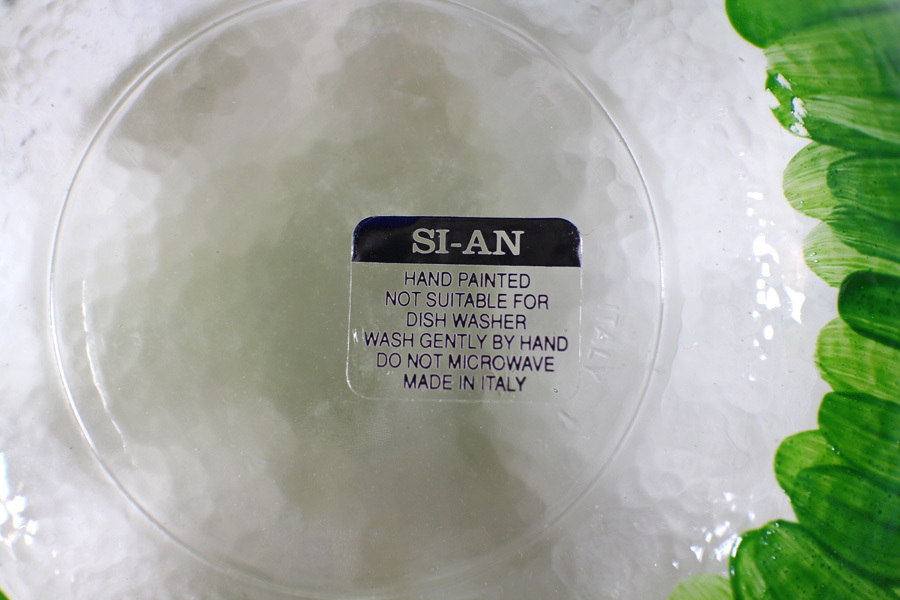 SI-AN
HAND PAINTED
NOT SUITABLE FOR
DISH WASHER
WASH GENTLY BY HAND
DO NOT MICROWAVE
MADE IN ITALY
ITALY